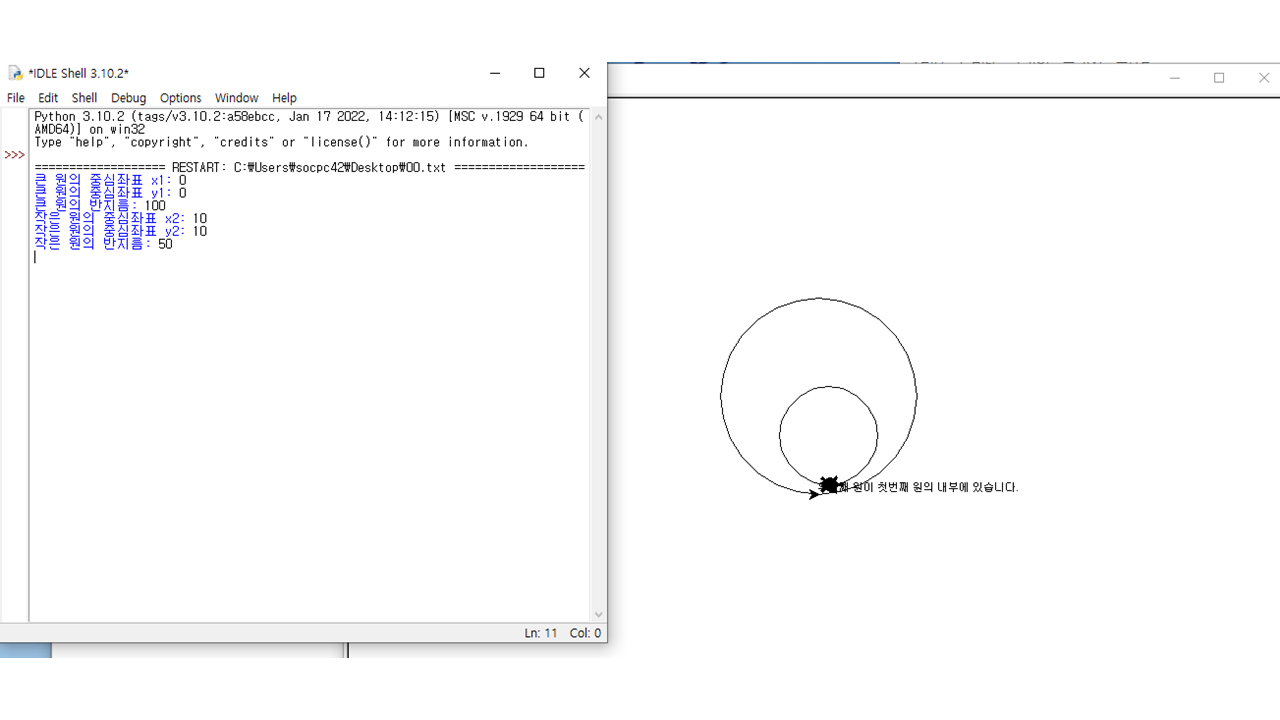 *IDLE Shell 3.10.2*
File Edit Shell Debug Options Window Help
Python 3.10.2 (tags/v3.10.2:a58ebcc, Jan 17 2022, 14:12:15) [MSC v.1929 64 bit (
AMD64)] on win32
Type "help", "copyright", "credits" or "license()" for more information.
>>>
=================== RESTART: C:₩Users₩socpc42₩Desktop₩00.txt ===================
큰 원의 중심좌표 x1: 0
큰 원의 중심좌표 y1: 0
큰 원의 반지름: 100
작은 원의 중심좌표 x2: 10
작은 원의 중심좌표 y2: 10
작은 원의 반지름: 50
원이 첫번째 원의 내부에 있습니다.
Ln: 11 Col: 0